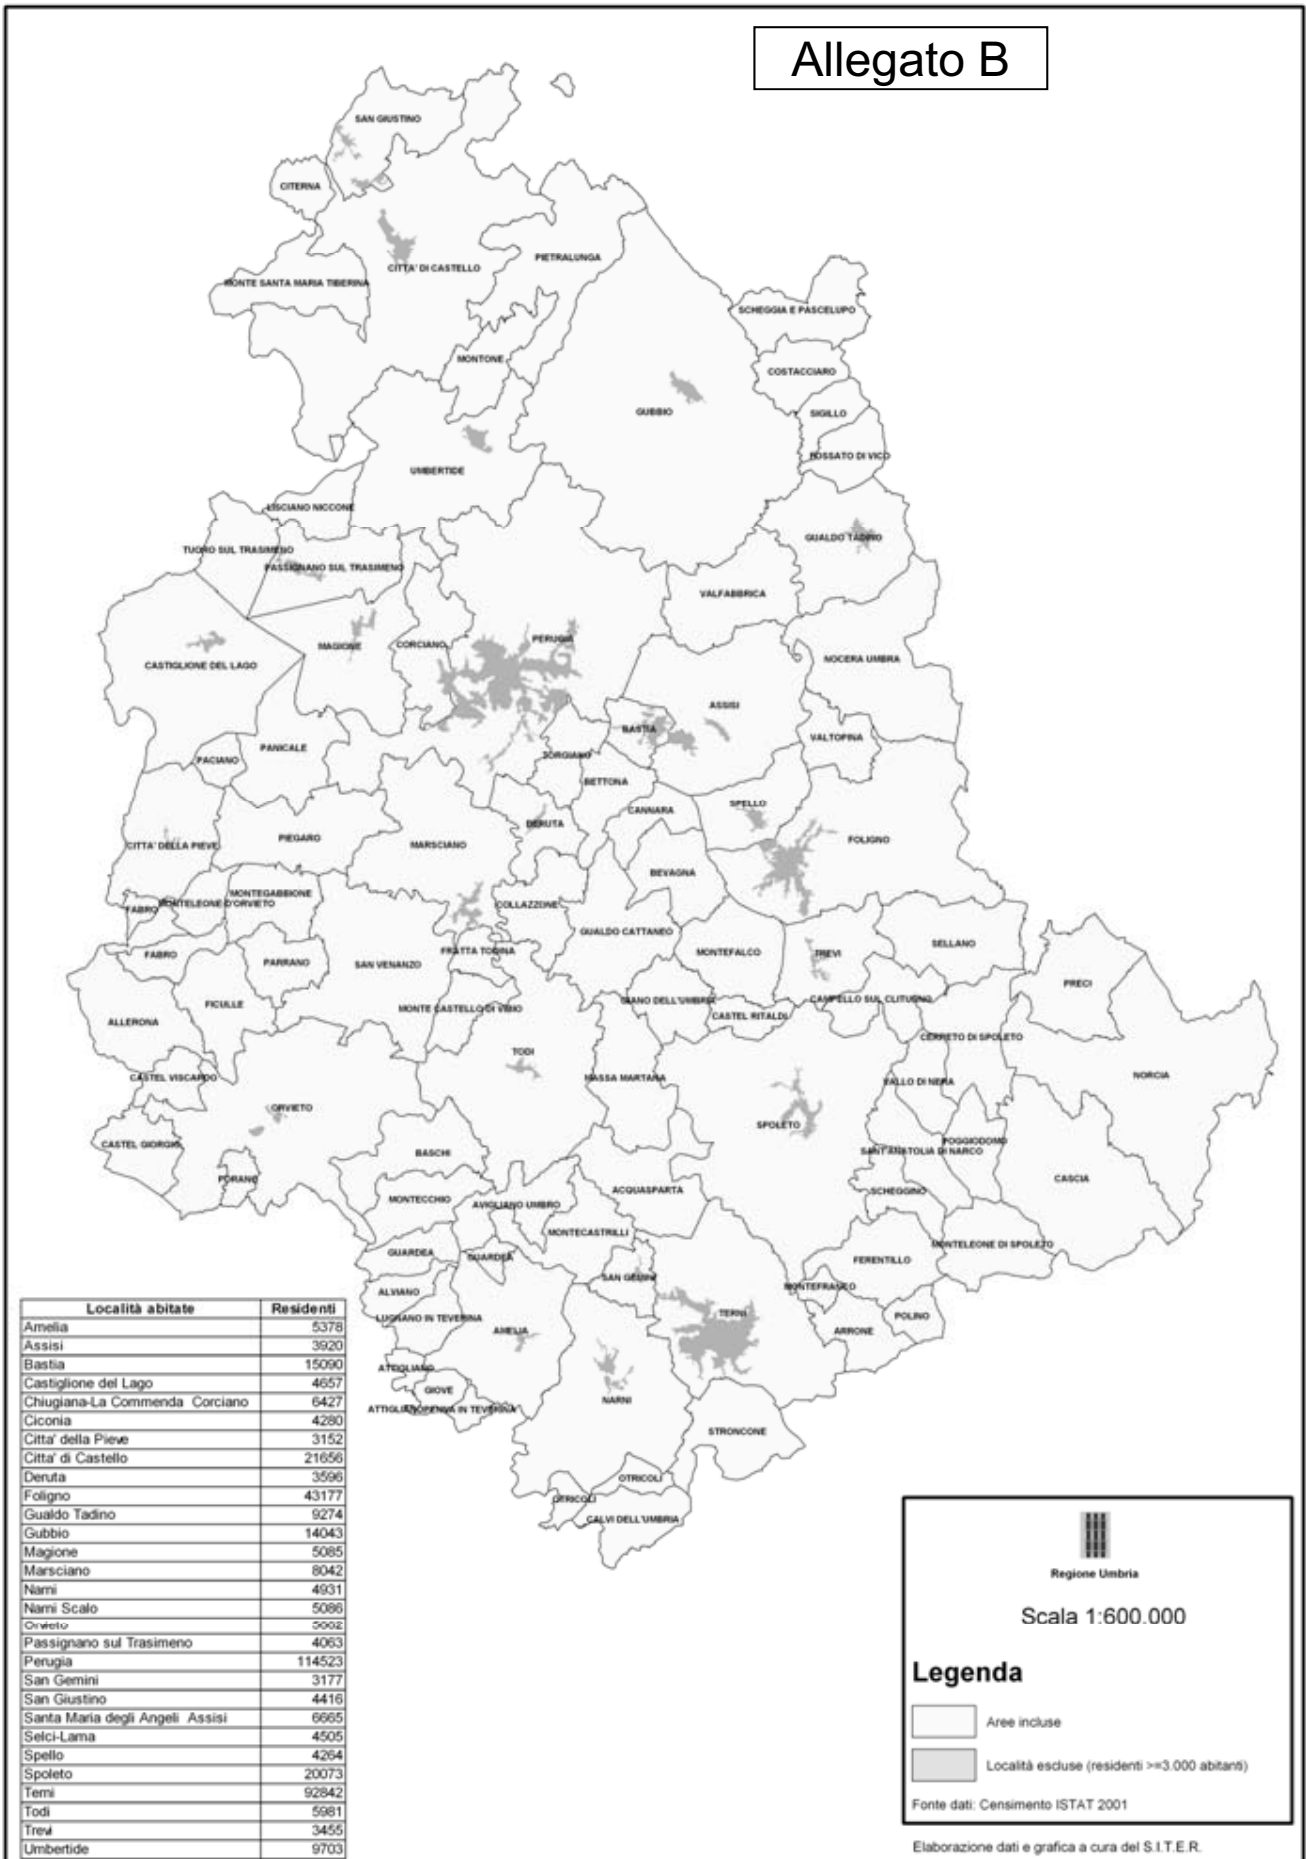 Allegato B
SAN GIUSTINO
CITERNA
CITTA' DI CASTELLO
PIETRALUNGA
MONTE SANTA MARIA TIBERINA
SCHEGGIA E PASCELUPO
MONTONE
COSTACCIARO
GUBBIO
SIGILLO
FOSSATO DI VICO
UMBERTIDE
LISCIANO NICCONE
GUALDO TADINO
TUORO SUL TRASIMENO
PASSIGNANO SUL TRASIMENO
VALFABBRICA
PERUGIA
MAGIONE
CORCIANO
NOCERA UMBRA
CASTIGLIONE DEL LAGO
ASSISI
BASTIA
VALTOPINA
PANICALE
PACIANO
TORGIANO
BETTONA
SPELLO
CANNARA
DERUTA
PIEGARO
FOLIGNO
CITTA' DELLA PIEVE
MARSCIANO
BEVAGNA
MONTEGABBIONE
FABRO
MONTELEONE D'ORVIETO
COLLAZZONE
GUALDO CATTANEO
SELLANO
FABRO
FRATTA TODINA
MONTEFALCO
TREVI
PARRANO
SAN VENANZO
PRECI
FICULLE
MONTE CASTELLO DI VIBIO
GIANO DELL'UMBRIA
CAMPELLO SUL CLITUNNO
CASTEL RITALDI
ALLERONA
CERRETO DI SPOLETO
TODI
CASTEL VISCARDO
MASSA MARTANA
VALLO DI NERA
NORCIA
ORVIETO
SPOLETO
CASTEL GIORGIO
POGGIODOMO
BASCHI
SANT'ANATOLIA DI NARCO
PORANO
CASCIA
MONTECCHIO
ACQUASPARTA
SCHEGGINO
AVIGLIANO UMBRO
MONTECASTRILLI
MONTELEONE DI SPOLETO
GUARDEA
GUARDEA
FERENTILLO
SAN GEMINI
ALVIANO
MONTEFRANCO
LUGNANO IN TEVERINA
TERNI
POLINO
AMELIA
ARRONE
ATTIGLIANO
GIOVE
NARNI
ATTIGLIANO
PENNA IN TEVERINA
STRONCONE
OTRICOLI
OTRICOLI
CALVI DELL'UMBRIA
Località abitate Residenti
Amelia 5378
Assisi 3920
Bastia 15090
Castiglione del Lago 4657
Chiugiana-La Commenda Corciano 6427
Ciconia 4280
Citta' della Pieve 3152
Citta' di Castello 21656
Deruta 3596
Foligno 43177
Gualdo Tadino 9274
Gubbio 14043
Magione 5085
Marsciano 8042
Narni 4931
Narni Scalo 5086
Orvieto
Passignano sul Trasimeno 4063
Perugia 114523
San Gemini 3177
San Giustino 4416
Santa Maria degli Angeli Assisi 6665
Selci-Lama 4505
Spello 4264
Spoleto 20073
Terni 92842
Todi 5981
Trevi 3455
Umbertide 9703
Regione Umbria
Scala 1:600.000
Legenda
Aree incluse
Località escluse (residenti >=3.000 abitanti)
Fonte dati: Censimento ISTAT 2001
Elaborazione dati e grafica a cura del S.I.T.E.R.